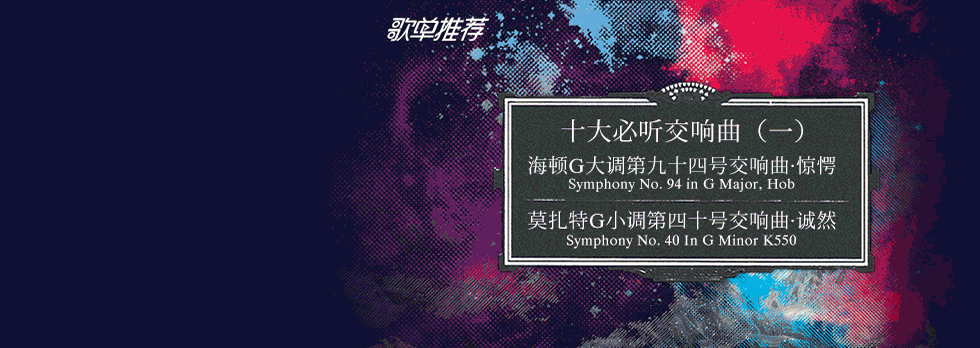 歌单推荐
十大必听交响曲（一）
海顿G大调第九十四号交响曲·惊愕
Symphony No. 94 in G Major, Hob
莫扎特G小调第四十号交响曲·诚然
Symphony No. 40 In G Minor K550